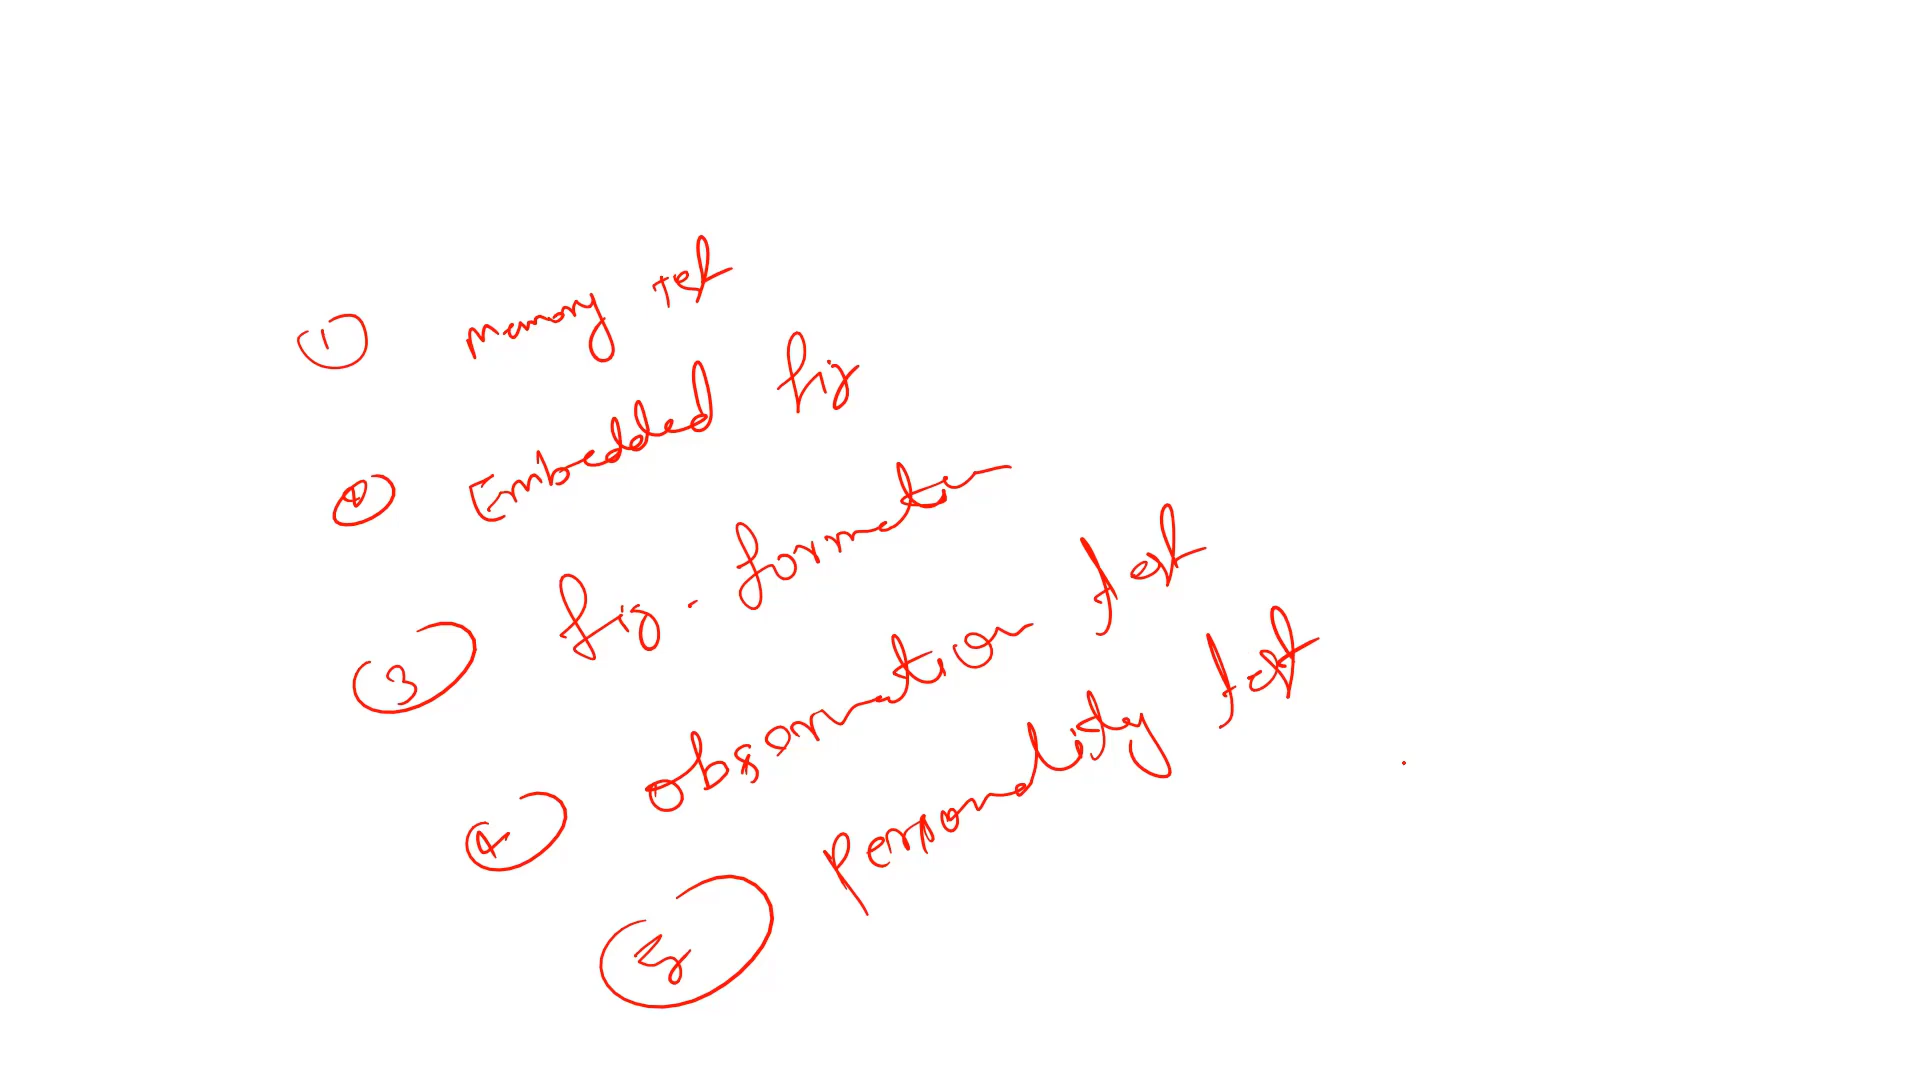 ① Memory Test
② Embedded fig
③ fig. formation
④ observation test
⑤ Personality test